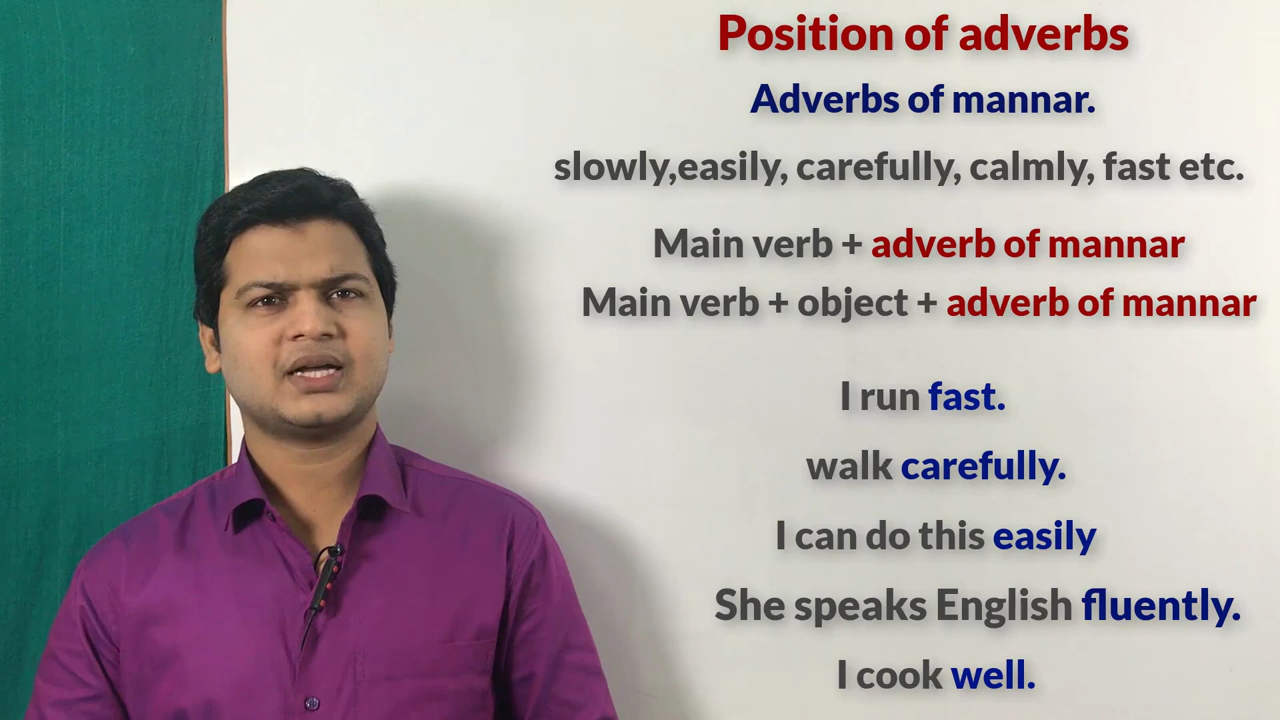 Position of adverbs
Adverbs of mannar.
slowly,easily, carefully, calmly, fast etc.
Main verb + adverb of mannar
Main verb + object + adverb of mannar
I run fast.
walk carefully.
I can do this easily
She speaks English fluently.
I cook well.